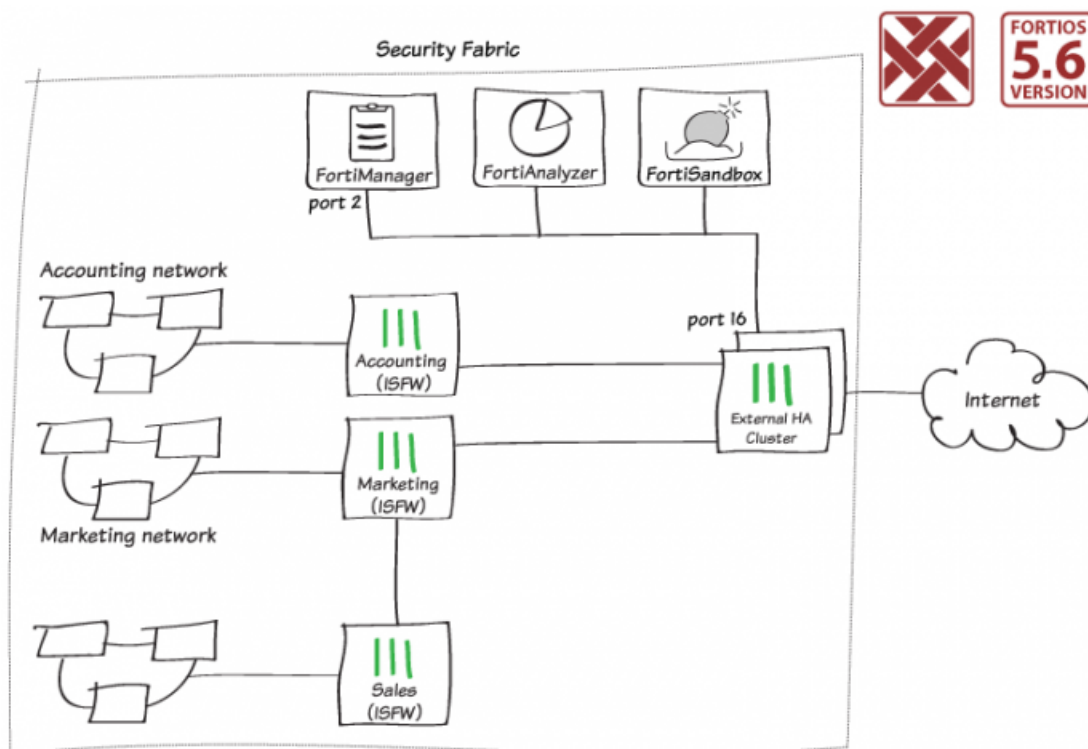 Security Fabric
FORTIOS
5.6
VERSION
FortiManager
FortiAnalyzer
FortiSandbox
port 2
Accounting network
port 16
Accounting
(ISFW)
External HA
Cluster
Internet
Marketing
(ISFW)
Marketing network
Sales
(ISFW)